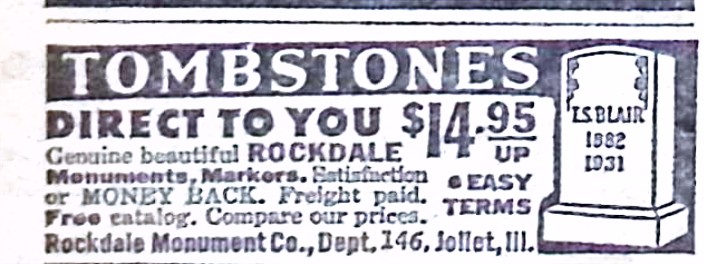 TOMBSTONES
DIRECT TO YOU $14.95
UP
Genuine beautiful ROCKDALE
Monuments, Markers. Satisfaction
or MONEY BACK. Freight paid.
Free catalog. Compare our prices.
• EASY
TERMS
Rockdale Monument Co., Dept. 146, Joliet, Ill.
I.S. BLAIR
1882
1931